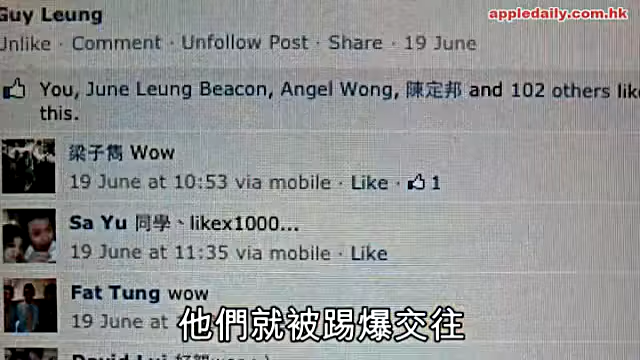 appledaily.com.hk
Guy Leung
Unlike · Comment · Unfollow Post · Share · 19 June
You, June Leung Beacon, Angel Wong, 陳定邦 and 102 others like
this.
梁子雋 Wow
19 June at 10:53 via mobile · Like · 1
Sa Yu 同學、likex1000...
19 June at 11:35 via mobile · Like
Fat Tung wow
19 June at
他們就被踢爆交往
David Lui